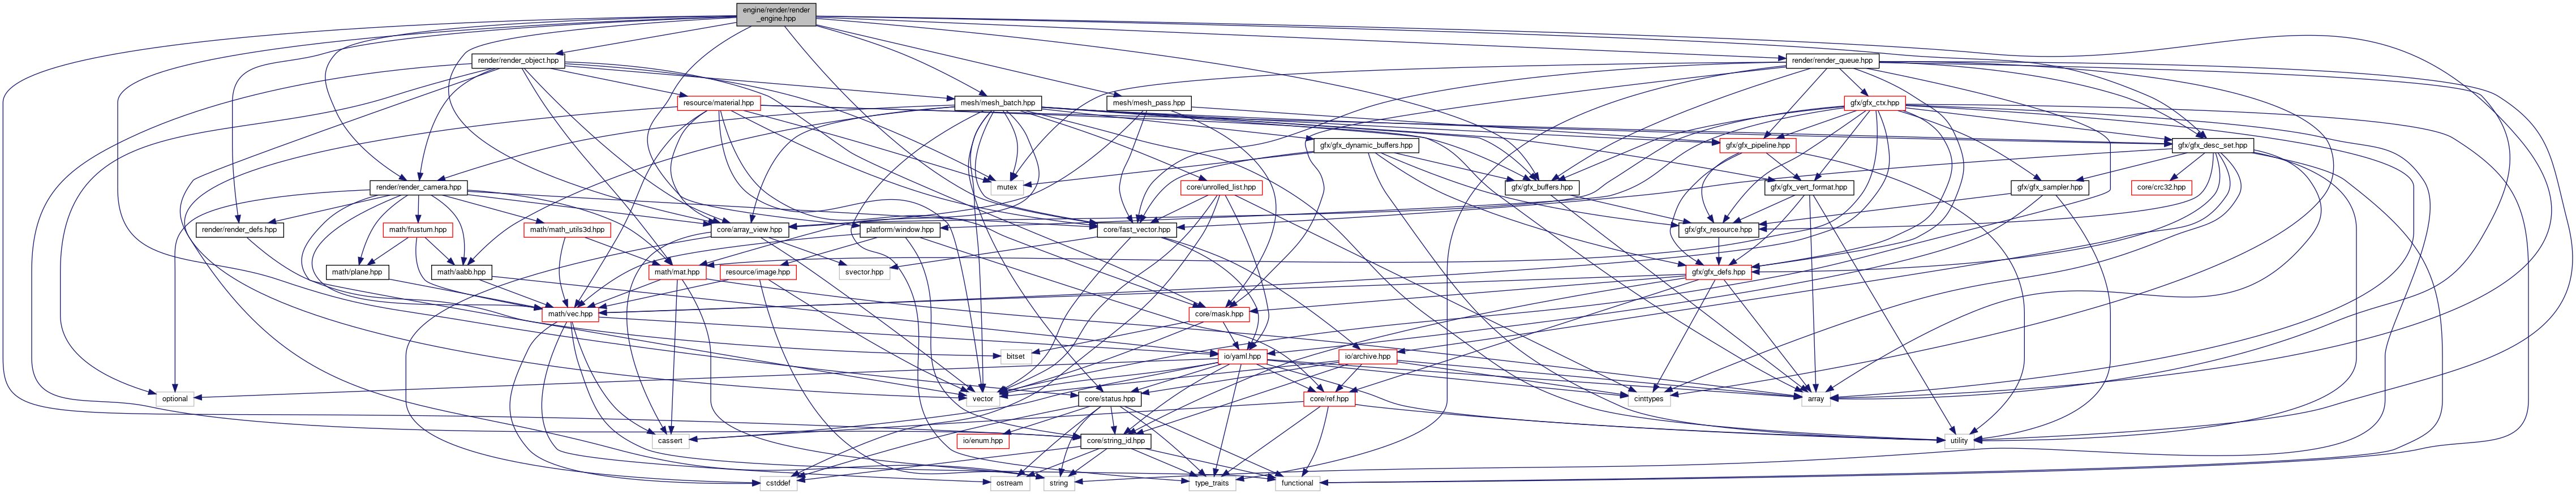 engine/render/render
_engine.hpp
render/render_object.hpp
render/render_queue.hpp
resource/material.hpp
mesh/mesh_batch.hpp
mesh/mesh_pass.hpp
gfx/gfx_ctx.hpp
gfx/gfx_dynamic_buffers.hpp
gfx/gfx_pipeline.hpp
gfx/gfx_desc_set.hpp
render/render_camera.hpp
mutex
core/unrolled_list.hpp
gfx/gfx_buffers.hpp
gfx/gfx_vert_format.hpp
gfx/gfx_sampler.hpp
core/crc32.hpp
render/render_defs.hpp
math/frustum.hpp
math/math_utils3d.hpp
core/array_view.hpp
platform/window.hpp
core/fast_vector.hpp
gfx/gfx_resource.hpp
math/plane.hpp
math/aabb.hpp
math/mat.hpp
resource/image.hpp
svector.hpp
gfx/gfx_defs.hpp
math/vec.hpp
core/mask.hpp
bitset
io/yaml.hpp
io/archive.hpp
optional
vector
core/status.hpp
core/ref.hpp
cinttypes
array
cassert
io/enum.hpp
core/string_id.hpp
utility
cstddef
ostream
string
type_traits
functional